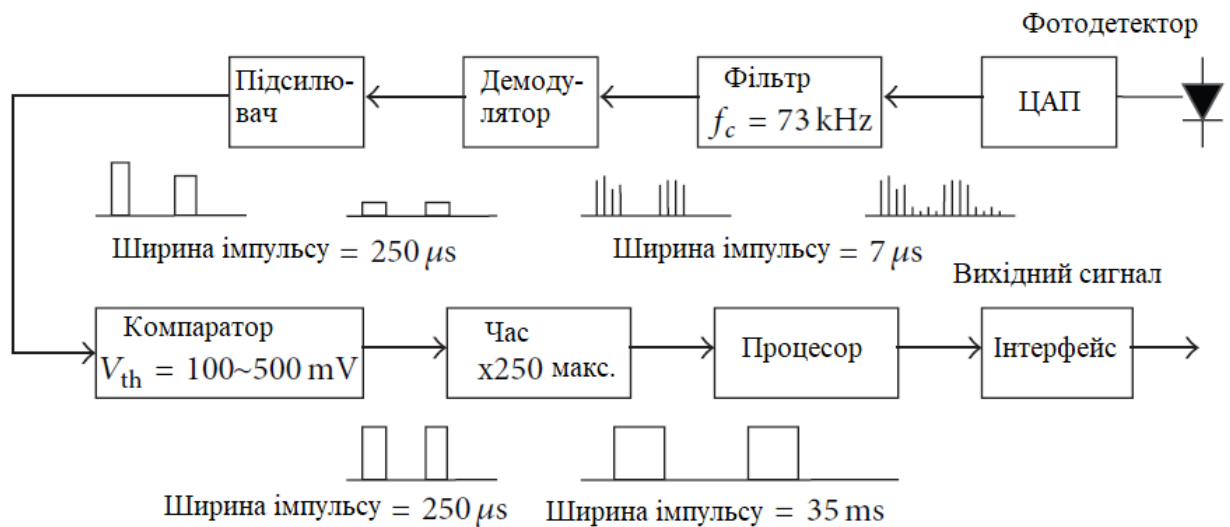 Фотодетектор
Підсилю-
вач
Демоду-
лятор
Фільтр
f_c = 73 kHz
ЦАП
Ширина імпульсу = 250 μs
Ширина імпульсу = 7 μs
Вихідний сигнал
Компаратор
V_th = 100~500 mV
Час
x250 макс.
Процесор
Інтерфейс
Ширина імпульсу = 250 μs
Ширина імпульсу = 35 ms